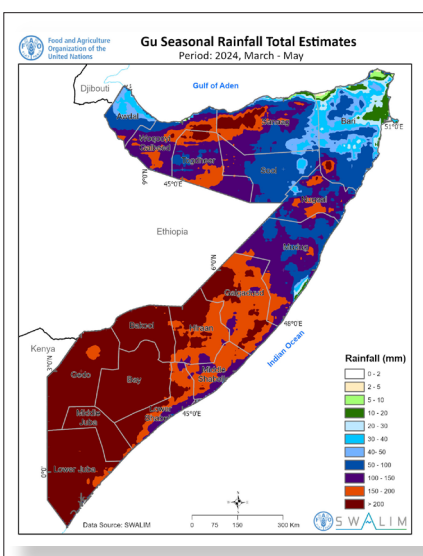 Food and Agriculture
Organization of the
United Nations
Gu Seasonal Rainfall Total Estimates
Period: 2024, March - May
Djibouti
Gulf of Aden
Awdal
Sanaag
Bari
51°0'E
Woqooyi
Galbeed
Togdheer
Sool
9°0'N
45°0'E
Nugaal
Ethiopia
Mudug
6°0'N
Galgaduud
48°0'E
Indian Ocean
Bakool
Hiraan
Kenya
3°0'N
Gedo
Bay
Middle
Shabelle
Lower
45°0'E
Middle
Juba
Lower Juba
0°0'
Rainfall (mm)
0 - 2
2 - 5
5 - 10
10 - 20
20 - 30
30 - 40
40- 50
50 - 100
100 - 150
150 - 200
> 200
Data Source: SWALIM
0 75 150 300 Km
SWALIM